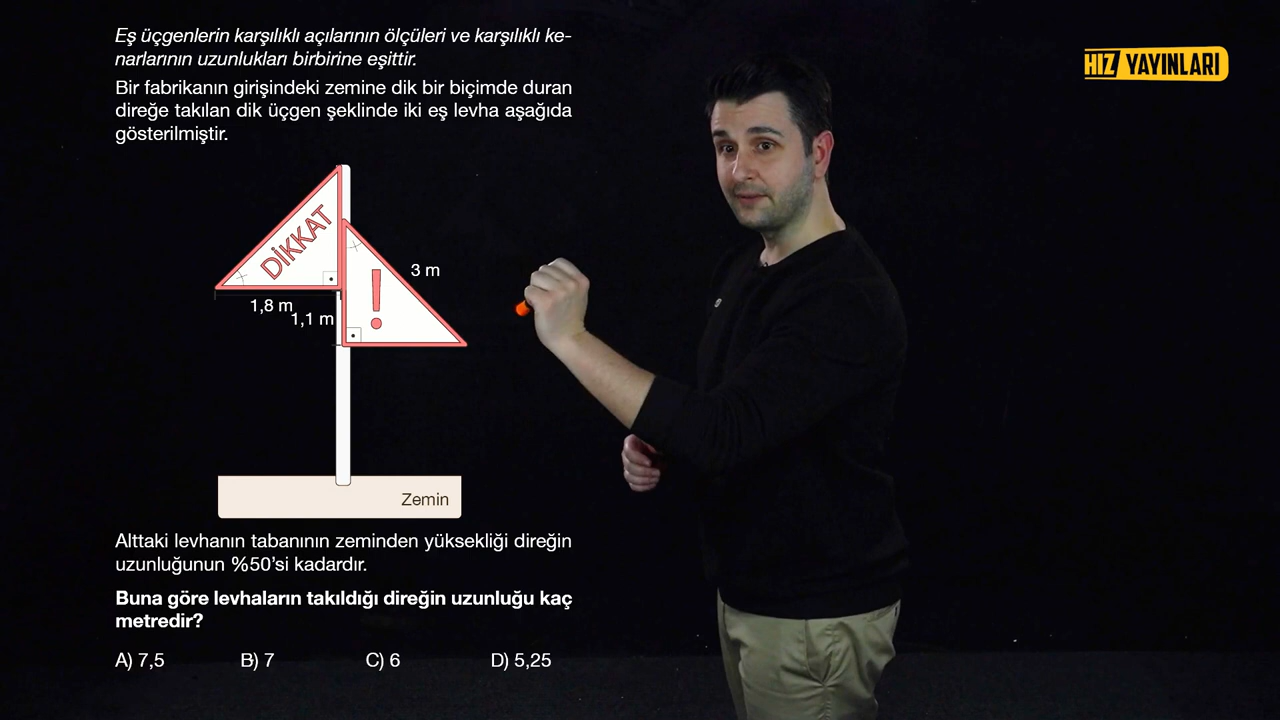 Eş üçgenlerin karşılıklı açılarının ölçüleri ve karşılıklı ke-
narlarının uzunlukları birbirine eşittir.
Bir fabrikanın girişindeki zemine dik bir biçimde duran
direğe takılan dik üçgen şeklinde iki eş levha aşağıda
gösterilmiştir.
HIZ YAYINLARI
DİKKAT
!
3 m
1,8 m
1,1 m
Zemin
Alttaki levhanın tabanının zeminden yüksekliği direğin
uzunluğunun %50'si kadardır.
Buna göre levhaların takıldığı direğin uzunluğu kaç
metredir?
A) 7,5 B) 7 C) 6 D) 5,25